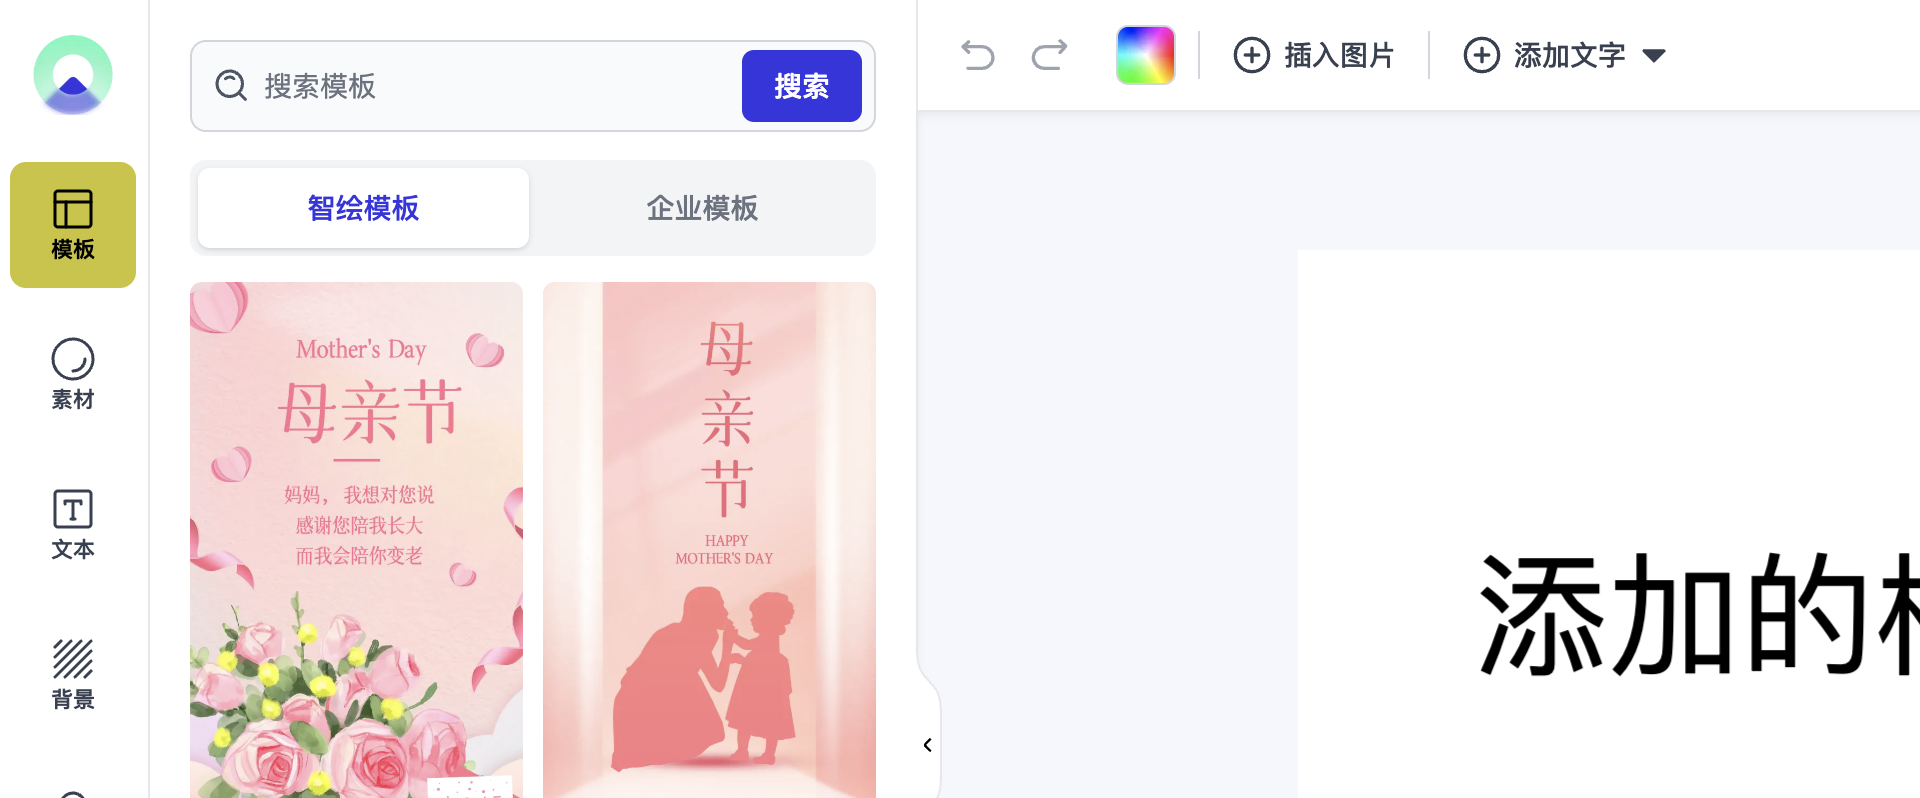 搜索模板
搜索
插入图片
添加文字
智绘模板
企业模板
模板
素材
文本
背景
Mother's Day
母亲节
妈妈，我想对您说
感谢您陪我长大
而我会陪你变老
母
亲
节
HAPPY
MOTHER'S DAY
添加的